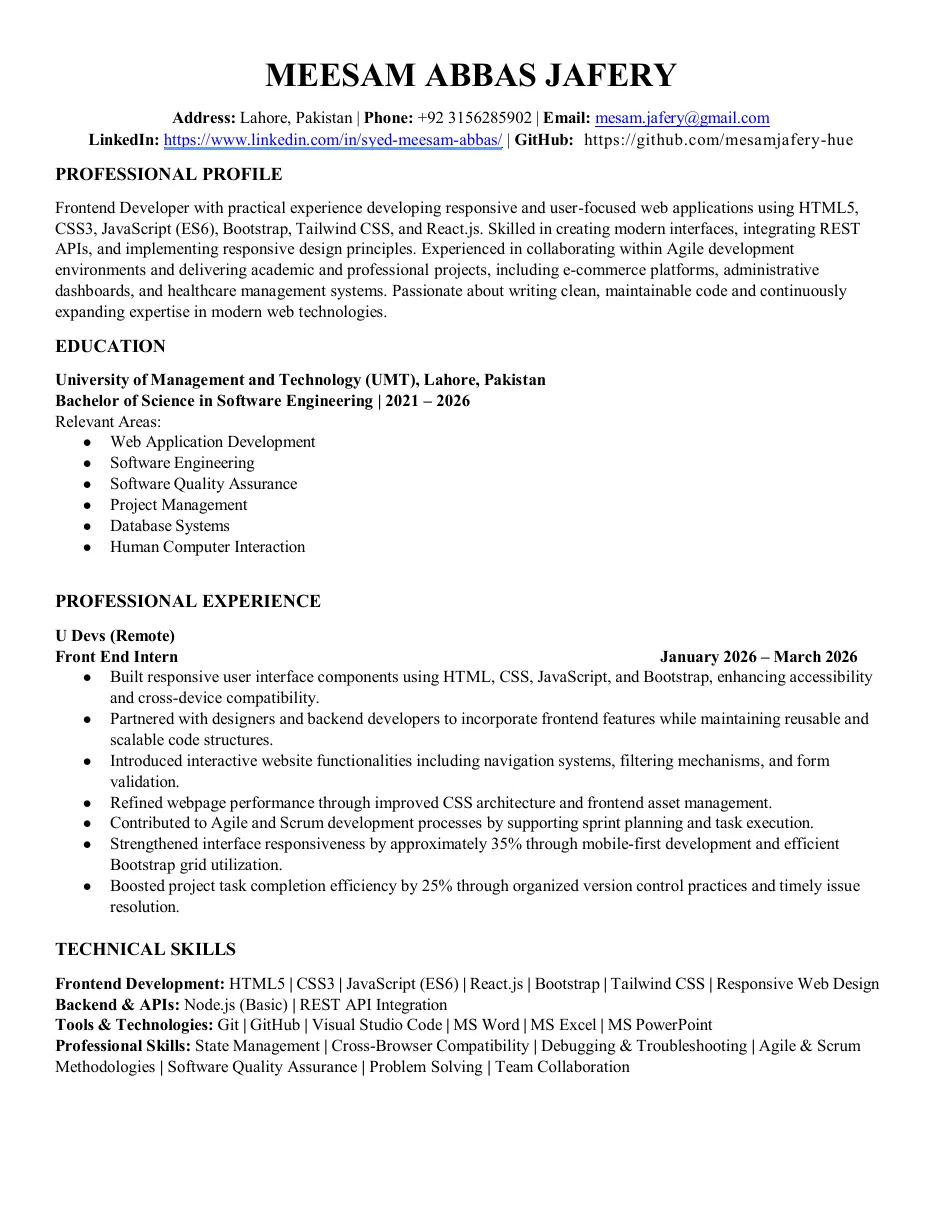 MEESAM ABBAS JAFERY
Address: Lahore, Pakistan | Phone: +92 3156285902 | Email: mesam.jafery@gmail.com
LinkedIn: https://www.linkedin.com/in/syed-meesam-abbas/ | GitHub: https://github.com/mesamjafery-hue
PROFESSIONAL PROFILE
Frontend Developer with practical experience developing responsive and user-focused web applications using HTML5,
CSS3, JavaScript (ES6), Bootstrap, Tailwind CSS, and React.js. Skilled in creating modern interfaces, integrating REST
APIs, and implementing responsive design principles. Experienced in collaborating within Agile development
environments and delivering academic and professional projects, including e-commerce platforms, administrative
dashboards, and healthcare management systems. Passionate about writing clean, maintainable code and continuously
expanding expertise in modern web technologies.
EDUCATION
University of Management and Technology (UMT), Lahore, Pakistan
Bachelor of Science in Software Engineering | 2021 – 2026
Relevant Areas:
● Web Application Development
● Software Engineering
● Software Quality Assurance
● Project Management
● Database Systems
● Human Computer Interaction
PROFESSIONAL EXPERIENCE
U Devs (Remote)
Front End Intern January 2026 – March 2026
● Built responsive user interface components using HTML, CSS, JavaScript, and Bootstrap, enhancing accessibility
and cross-device compatibility.
● Partnered with designers and backend developers to incorporate frontend features while maintaining reusable and
scalable code structures.
● Introduced interactive website functionalities including navigation systems, filtering mechanisms, and form
validation.
● Refined webpage performance through improved CSS architecture and frontend asset management.
● Contributed to Agile and Scrum development processes by supporting sprint planning and task execution.
● Strengthened interface responsiveness by approximately 35% through mobile-first development and efficient
Bootstrap grid utilization.
● Boosted project task completion efficiency by 25% through organized version control practices and timely issue
resolution.
TECHNICAL SKILLS
Frontend Development: HTML5 | CSS3 | JavaScript (ES6) | React.js | Bootstrap | Tailwind CSS | Responsive Web Design
Backend & APIs: Node.js (Basic) | REST API Integration
Tools & Technologies: Git | GitHub | Visual Studio Code | MS Word | MS Excel | MS PowerPoint
Professional Skills: State Management | Cross-Browser Compatibility | Debugging & Troubleshooting | Agile & Scrum
Methodologies | Software Quality Assurance | Problem Solving | Team Collaboration